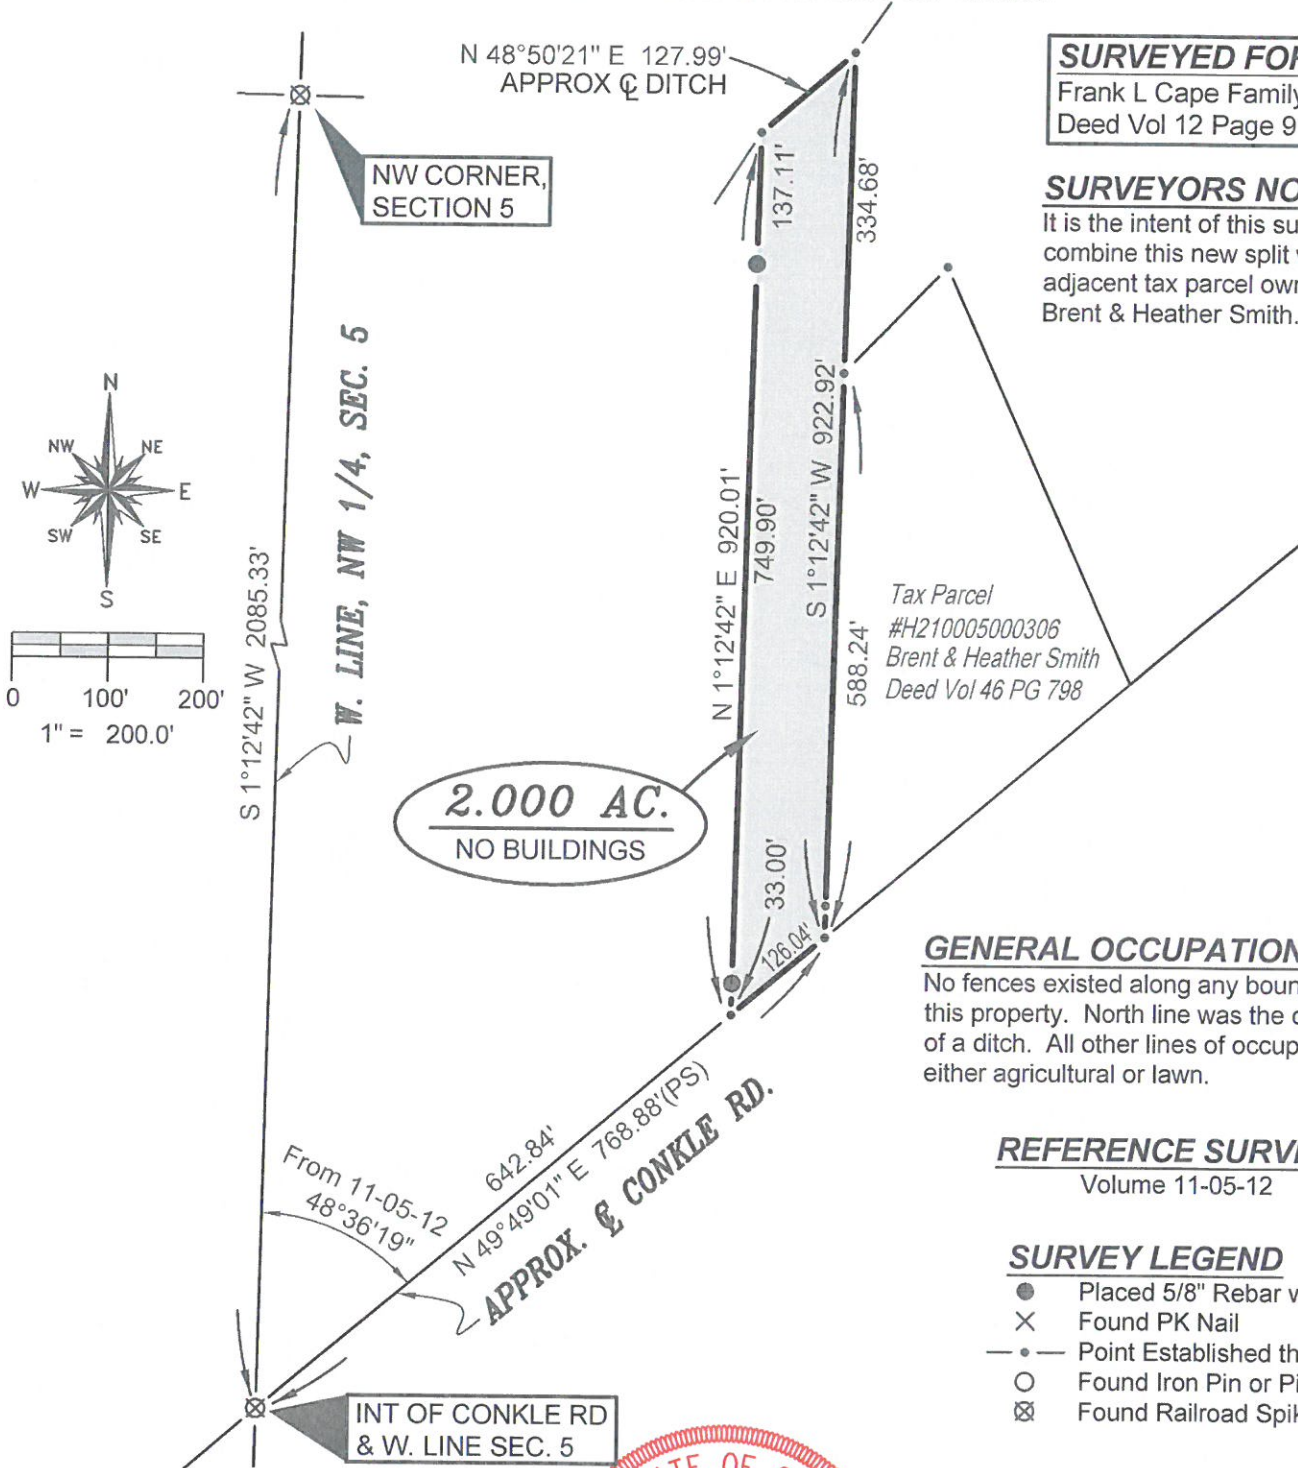 N 48°50'21" E 127.99'
APPROX ℄ DITCH
NW CORNER,
SECTION 5
137.11'
334.68'
SURVEYED FOR
Frank L Cape Family
Deed Vol 12 Page 9
SURVEYORS NO
It is the intent of this su
combine this new split
adjacent tax parcel own
Brent & Heather Smith.
N
NW
NE
W
E
SW
SE
S
0 100' 200'
1" = 200.0'
S 1°12'42" W 2085.33'
W. LINE, NW 1/4, SEC. 5
N 1°12'42" E 920.01'
749.90'
S 1°12'42" W 922.92'
588.24'
Tax Parcel
#H210005000306
Brent & Heather Smith
Deed Vol 46 PG 798
2.000 AC.
NO BUILDINGS
33.00'
126.04'
GENERAL OCCUPATION
No fences existed along any boun
this property. North line was the
of a ditch. All other lines of occup
either agricultural or lawn.
From 11-05-12
48°36'19"
642.84'
N 49°49'01" E 768.88'(PS)
APPROX. ℄ CONKLE RD.
REFERENCE SURV
Volume 11-05-12
SURVEY LEGEND
Placed 5/8" Rebar
Found PK Nail
Point Established th
Found Iron Pin or Pi
Found Railroad Spik
INT OF CONKLE RD
& W. LINE SEC. 5
OF